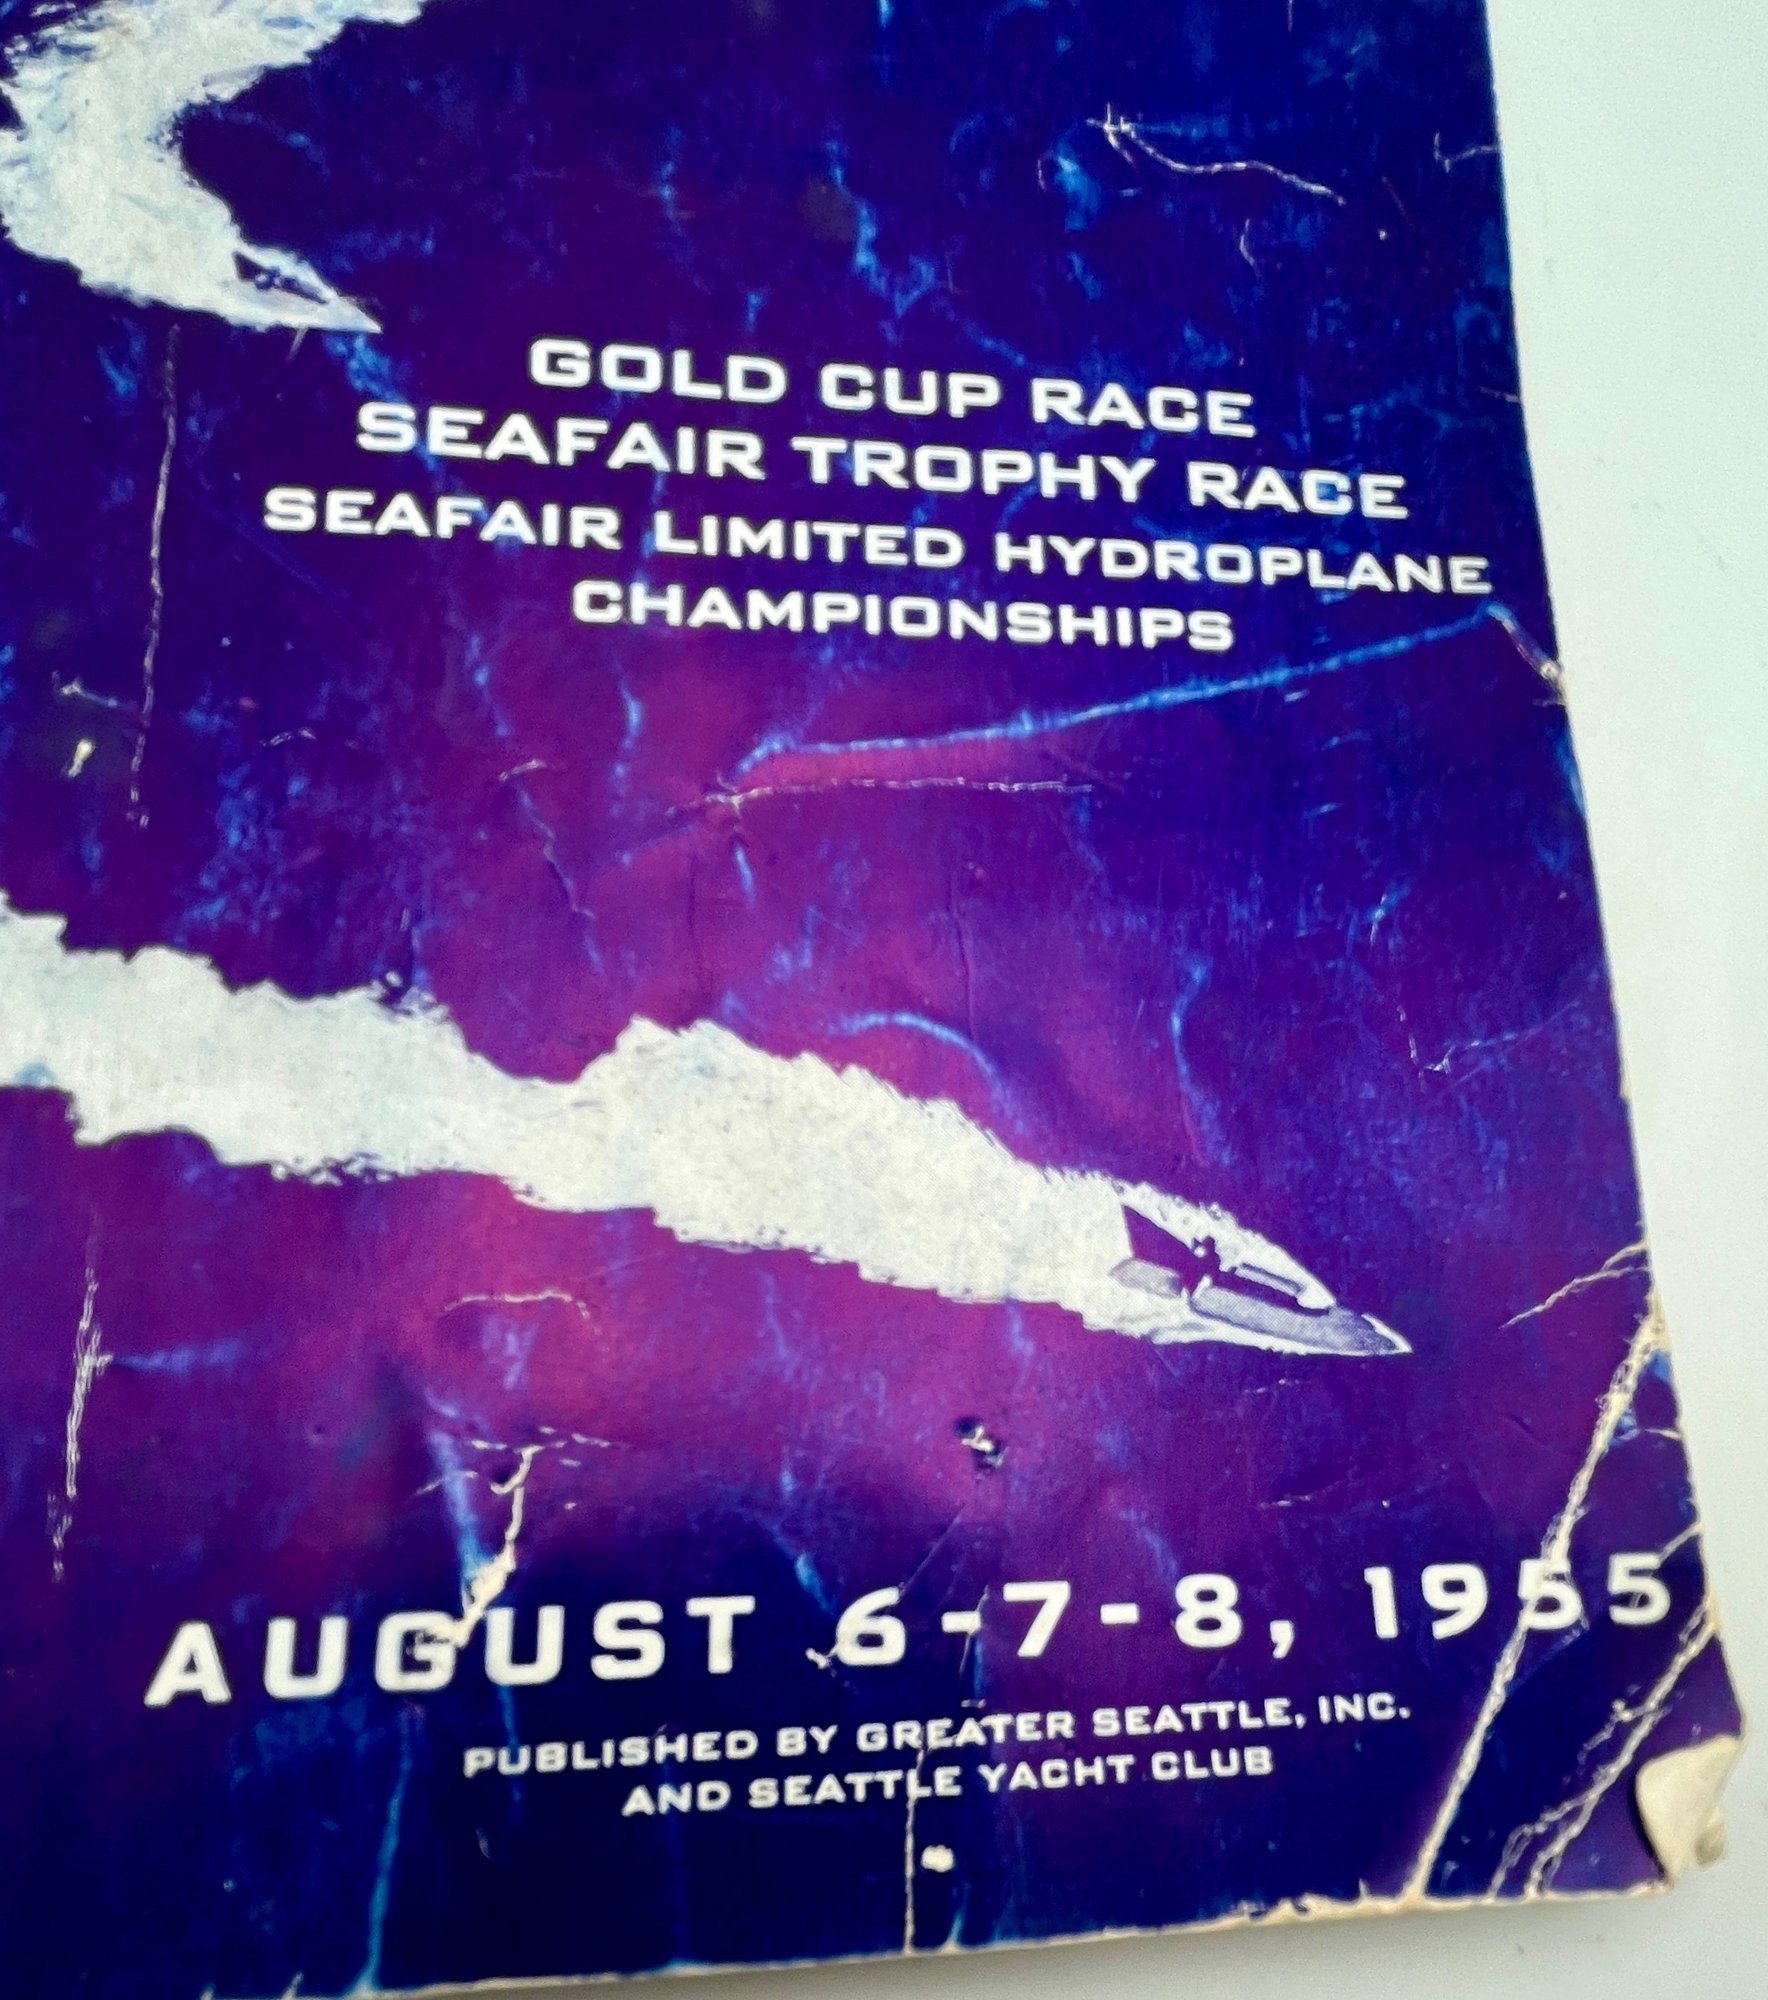 GOLD CUP RACE
SEAFAIR TROPHY RACE
SEAFAIR LIMITED HYDROPLANE
CHAMPIONSHIPS
AUGUST 6-7-8, 1955
PUBLISHED BY GREATER SEATTLE, INC.
AND SEATTLE YACHT CLUB